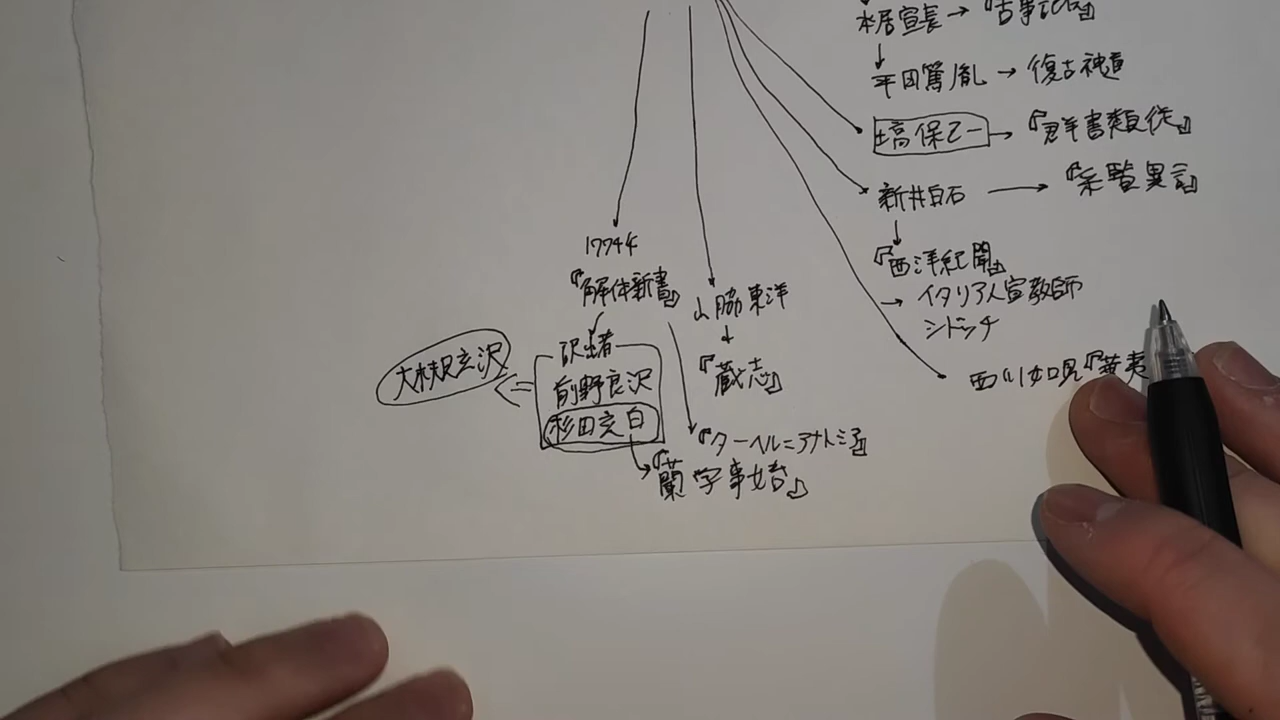 本居宣長→『古事記伝』
↓
平田篤胤→復古神道
塙保己一→『群書類従』
新井白石→『采覧異言』
↓
『西洋紀聞』
→イタリア人宣教師
シドッチ
西川如見『華夷
1774年
『解体新書』
訳出者
前野良沢
杉田玄白
大槻玄沢
→『蘭学事始』
山脇東洋
↓
『蔵志』
『ターヘル=アナトミア』